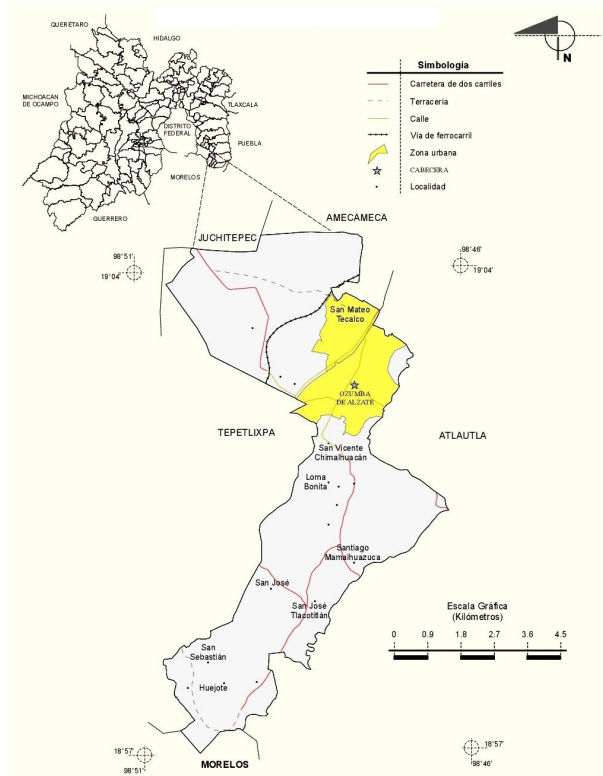 QUERÉTARO
HIDALGO
MICHOACÁN
DE OCAMPO
TLAXCALA
DISTRITO
FEDERAL
PUEBLA
MORELOS
GUERRERO
N
Simbología
Carretera de dos carriles
Terracería
Calle
Vía de ferrocarril
Zona urbana
CABECERA
Localidad
AMECAMECA
JUCHITEPEC
98°51'
19°04'
98°46'
19°04'
San Mateo
Tecalco
OZUMBA
DE ALZATE
TEPETLIXPA
ATLAUTLA
San Vicente
Chimalhuacán
Loma
Bonita
Santiago
Mamalhuazuca
San José
San José
Tlacotitlán
San
Sebastián
Huejote
Escala Gráfica
(Kilómetros)
0 0.9 1.8 2.7 3.6 4.5
18°57'
98°51'
18°57'
98°46'
MORELOS